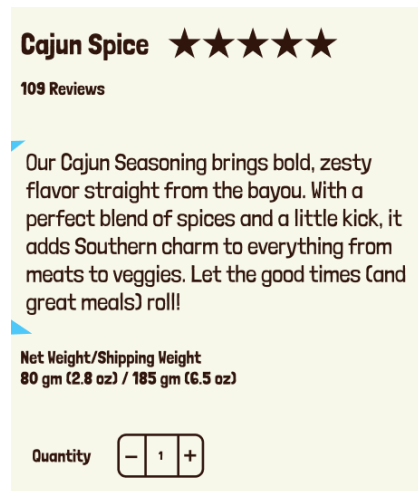 Cajun Spice ★★★★★
109 Reviews
Our Cajun Seasoning brings bold, zesty
flavor straight from the bayou. With a
perfect blend of spices and a little kick, it
adds Southern charm to everything from
meats to veggies. Let the good times (and
great meals) roll!
Net Weight/Shipping Weight
80 gm (2.8 oz) / 185 gm (6.5 oz)
Quantity − 1 +